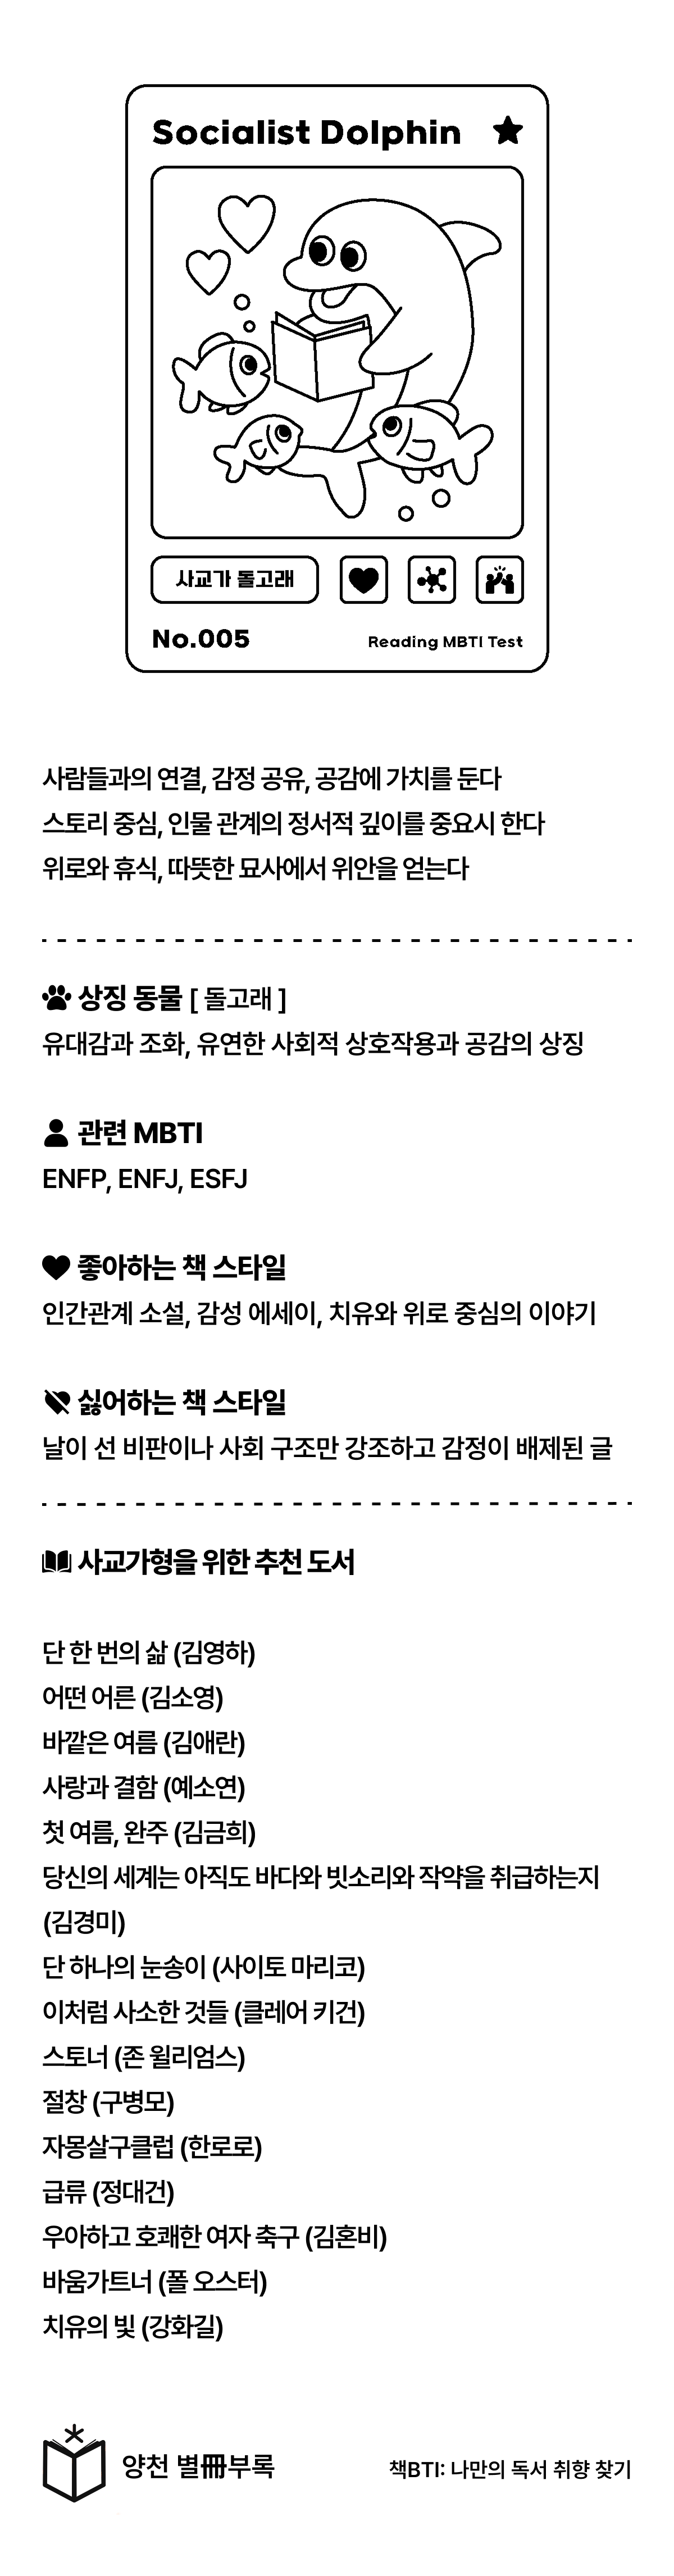 Socialist Dolphin
사교가 돌고래
No.005
Reading MBTI Test
사람들과의 연결, 감정 공유, 공감에 가치를 둔다
스토리 중심, 인물 관계의 정서적 깊이를 중요시 한다
위로와 휴식, 따뜻한 묘사에서 위안을 얻는다
상징 동물 [ 돌고래 ]
유대감과 조화, 유연한 사회적 상호작용과 공감의 상징
관련 MBTI
ENFP, ENFJ, ESFJ
좋아하는 책 스타일
인간관계 소설, 감성 에세이, 치유와 위로 중심의 이야기
싫어하는 책 스타일
날이 선 비판이나 사회 구조만 강조하고 감정이 배제된 글
사교가형을 위한 추천 도서
단 한 번의 삶 (김영하)
어떤 어른 (김소영)
바깥은 여름 (김애란)
사랑과 결함 (예소연)
첫 여름, 완주 (김금희)
당신의 세계는 아직도 바다와 빗소리와 작약을 취급하는지
(김경미)
단 하나의 눈송이 (사이토 마리코)
이처럼 사소한 것들 (클레어 키건)
스토너 (존 윌리엄스)
절창 (구병모)
자몽살구클럽 (한로로)
급류 (정대건)
우아하고 호쾌한 여자 축구 (김혼비)
바움가트너 (폴 오스터)
치유의 빛 (강화길)
양천 별冊부록
책BTI: 나만의 독서 취향 찾기